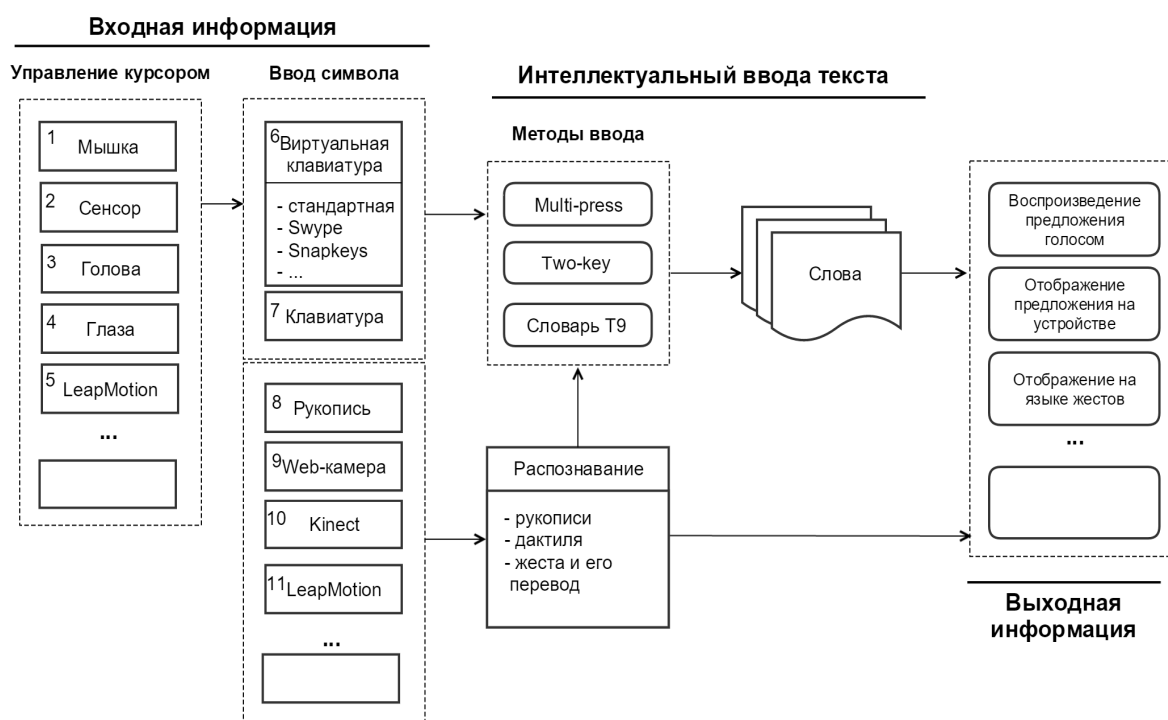 Входная информация
Управление курсором
1
Мышка
2
Сенсор
3
Голова
4
Глаза
5
LeapMotion
...
Ввод символа
6
Виртуальная
клавиатура
- стандартная
- Swype
- Snapkeys
- ...
7
Клавиатура
8
Рукопись
9
Web-камера
10
Kinect
11
LeapMotion
...
Интеллектуальный ввода текста
Методы ввода
Multi-press
Two-key
Словарь T9
Слова
Распознавание
- рукописи
- дактиля
- жеста и его
перевод
Воспроизведение
предложения
голосом
Отображение
предложения на
устройстве
Отображение на
языке жестов
...
Выходная
информация